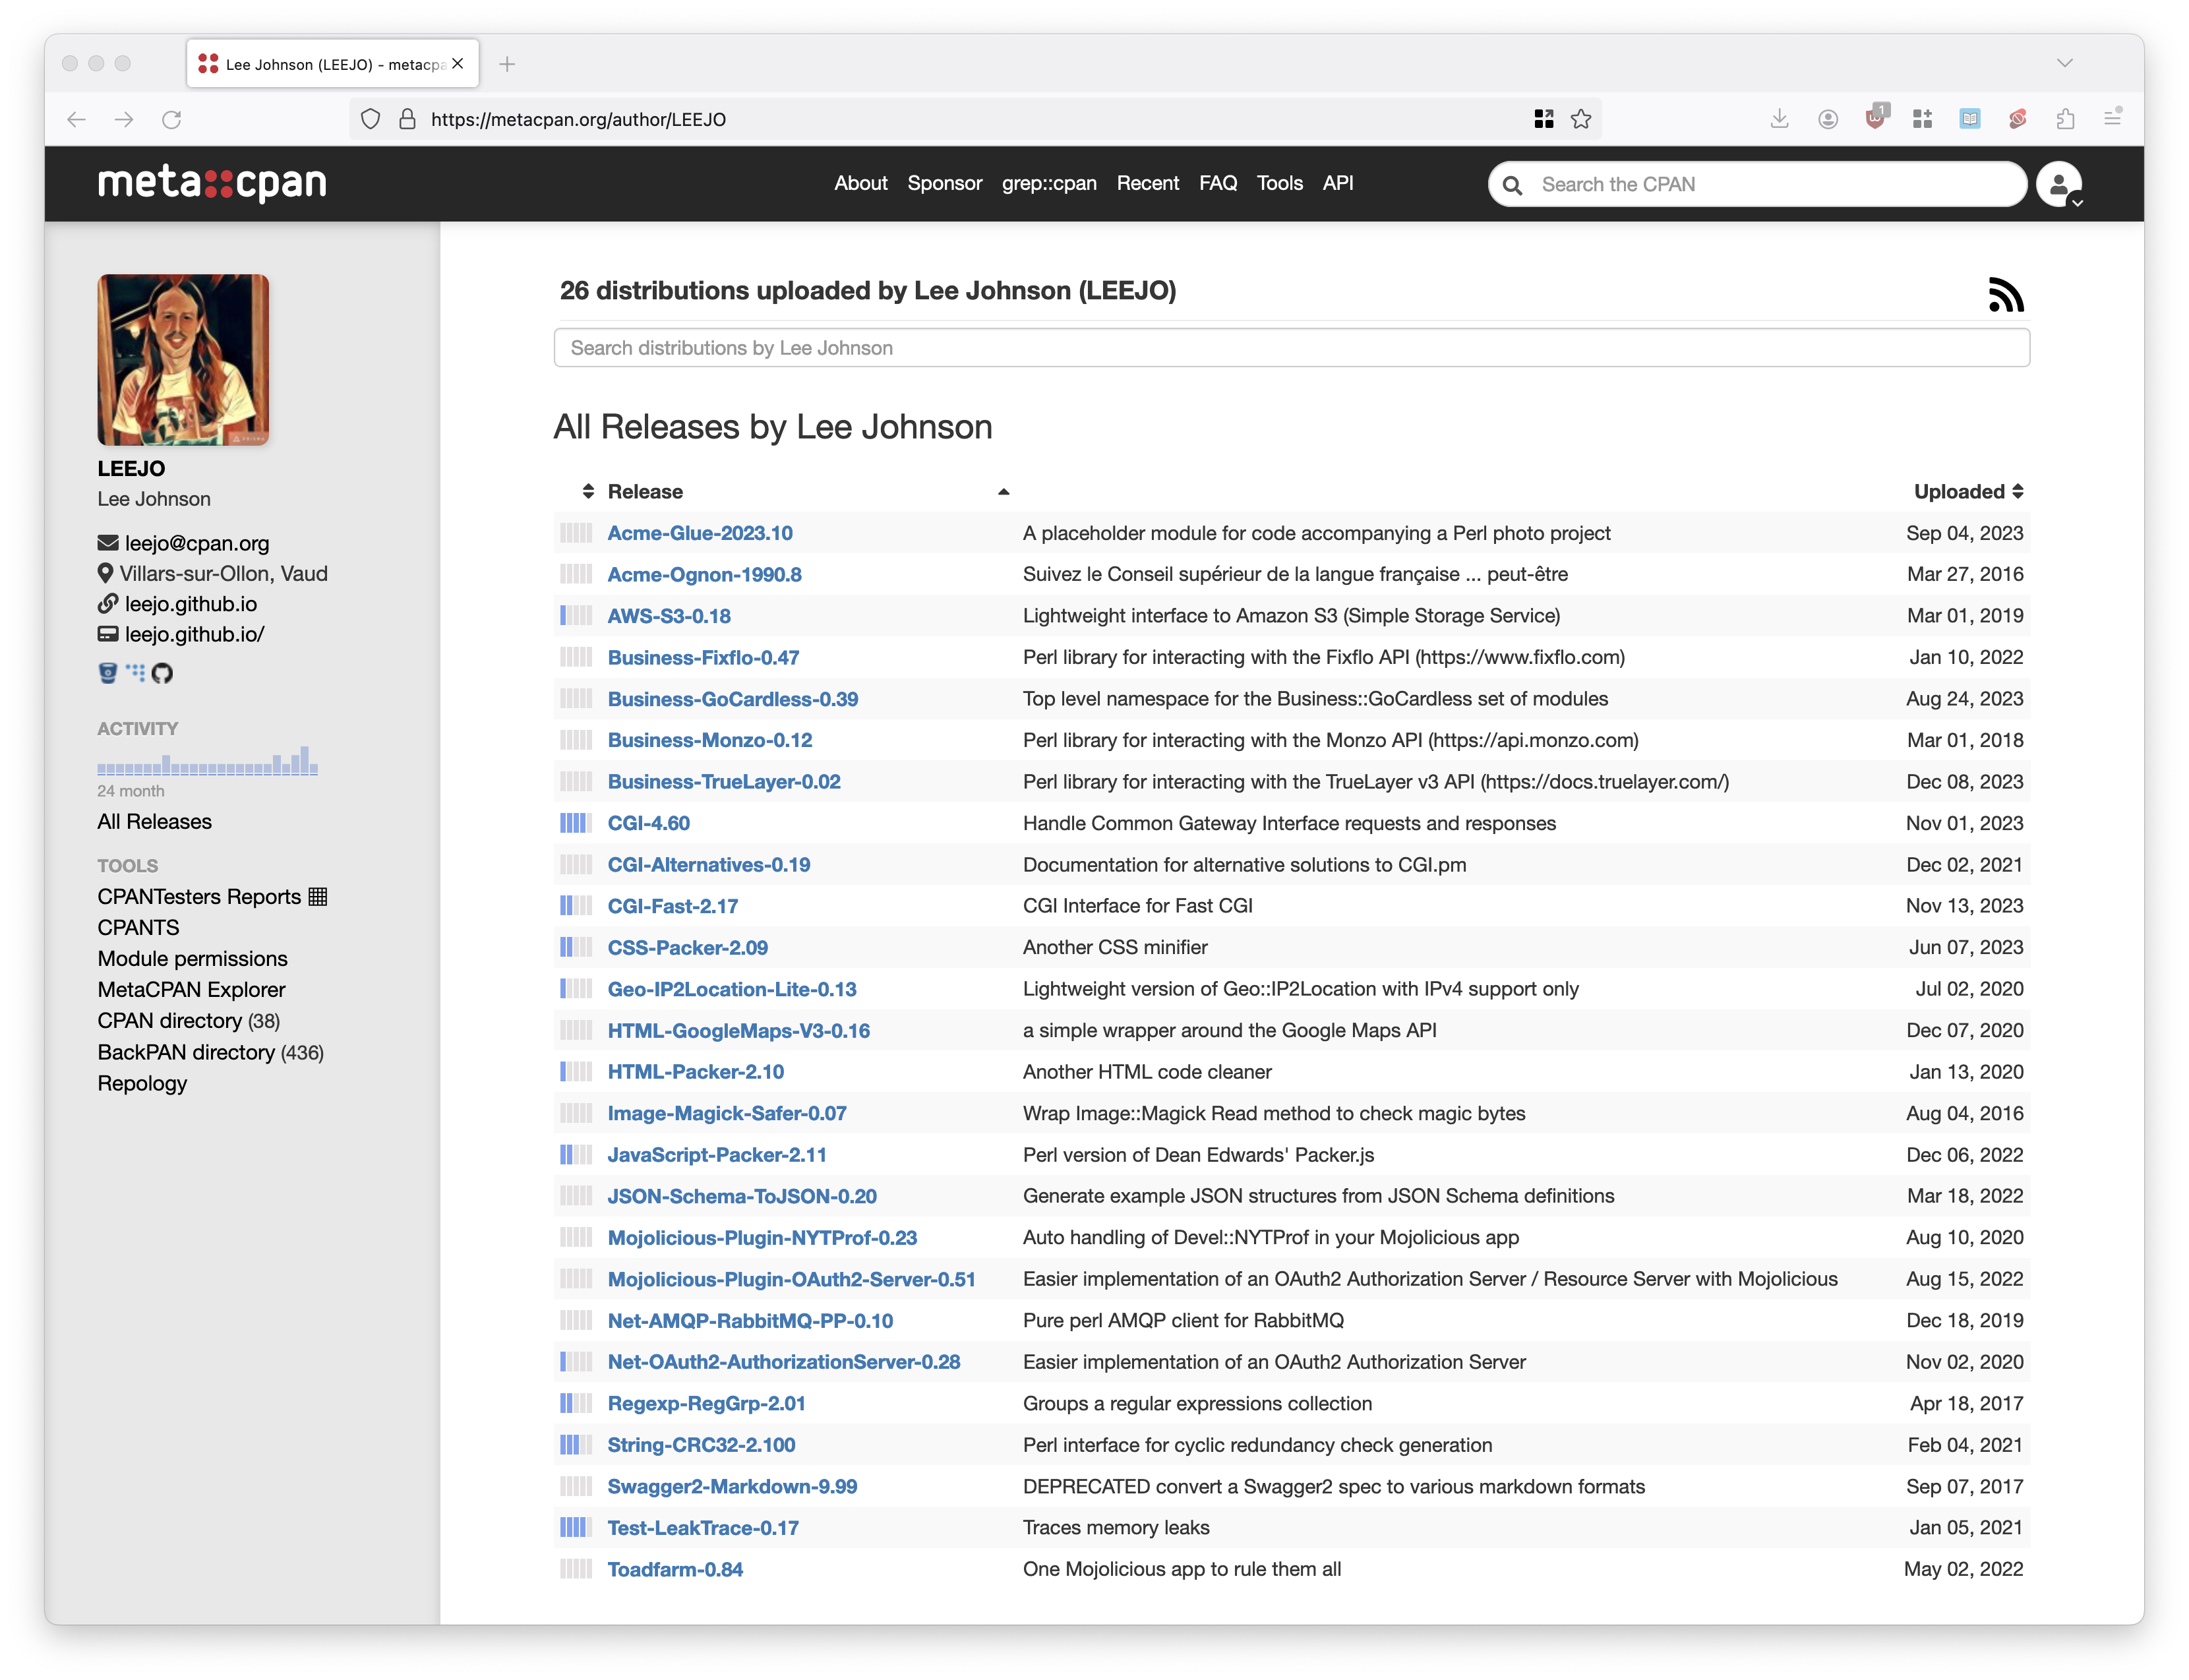 Lee Johnson (LEEJO) - metacpa
https://metacpan.org/author/LEEJO
1
meta::cpan
About Sponsor grep::cpan Recent FAQ Tools API
Search the CPAN
LEEJO
Lee Johnson
leejo@cpan.org
Villars-sur-Ollon, Vaud
leejo.github.io
leejo.github.io/
ACTIVITY
24 month
All Releases
TOOLS
CPANTesters Reports
CPANTS
Module permissions
MetaCPAN Explorer
CPAN directory (38)
BackPAN directory (436)
Repology
26 distributions uploaded by Lee Johnson (LEEJO)
Search distributions by Lee Johnson
All Releases by Lee Johnson
Release Uploaded
Acme-Glue-2023.10 A placeholder module for code accompanying a Perl photo project Sep 04, 2023
Acme-Ognon-1990.8 Suivez le Conseil supérieur de la langue française ... peut-être Mar 27, 2016
AWS-S3-0.18 Lightweight interface to Amazon S3 (Simple Storage Service) Mar 01, 2019
Business-Fixflo-0.47 Perl library for interacting with the Fixflo API (https://www.fixflo.com) Jan 10, 2022
Business-GoCardless-0.39 Top level namespace for the Business::GoCardless set of modules Aug 24, 2023
Business-Monzo-0.12 Perl library for interacting with the Monzo API (https://api.monzo.com) Mar 01, 2018
Business-TrueLayer-0.02 Perl library for interacting with the TrueLayer v3 API (https://docs.truelayer.com/) Dec 08, 2023
CGI-4.60 Handle Common Gateway Interface requests and responses Nov 01, 2023
CGI-Alternatives-0.19 Documentation for alternative solutions to CGI.pm Dec 02, 2021
CGI-Fast-2.17 CGI Interface for Fast CGI Nov 13, 2023
CSS-Packer-2.09 Another CSS minifier Jun 07, 2023
Geo-IP2Location-Lite-0.13 Lightweight version of Geo::IP2Location with IPv4 support only Jul 02, 2020
HTML-GoogleMaps-V3-0.16 a simple wrapper around the Google Maps API Dec 07, 2020
HTML-Packer-2.10 Another HTML code cleaner Jan 13, 2020
Image-Magick-Safer-0.07 Wrap Image::Magick Read method to check magic bytes Aug 04, 2016
JavaScript-Packer-2.11 Perl version of Dean Edwards' Packer.js Dec 06, 2022
JSON-Schema-ToJSON-0.20 Generate example JSON structures from JSON Schema definitions Mar 18, 2022
Mojolicious-Plugin-NYTProf-0.23 Auto handling of Devel::NYTProf in your Mojolicious app Aug 10, 2020
Mojolicious-Plugin-OAuth2-Server-0.51 Easier implementation of an OAuth2 Authorization Server / Resource Server with Mojolicious Aug 15, 2022
Net-AMQP-RabbitMQ-PP-0.10 Pure perl AMQP client for RabbitMQ Dec 18, 2019
Net-OAuth2-AuthorizationServer-0.28 Easier implementation of an OAuth2 Authorization Server Nov 02, 2020
Regexp-RegGrp-2.01 Groups a regular expressions collection Apr 18, 2017
String-CRC32-2.100 Perl interface for cyclic redundancy check generation Feb 04, 2021
Swagger2-Markdown-9.99 DEPRECATED convert a Swagger2 spec to various markdown formats Sep 07, 2017
Test-LeakTrace-0.17 Traces memory leaks Jan 05, 2021
Toadfarm-0.84 One Mojolicious app to rule them all May 02, 2022